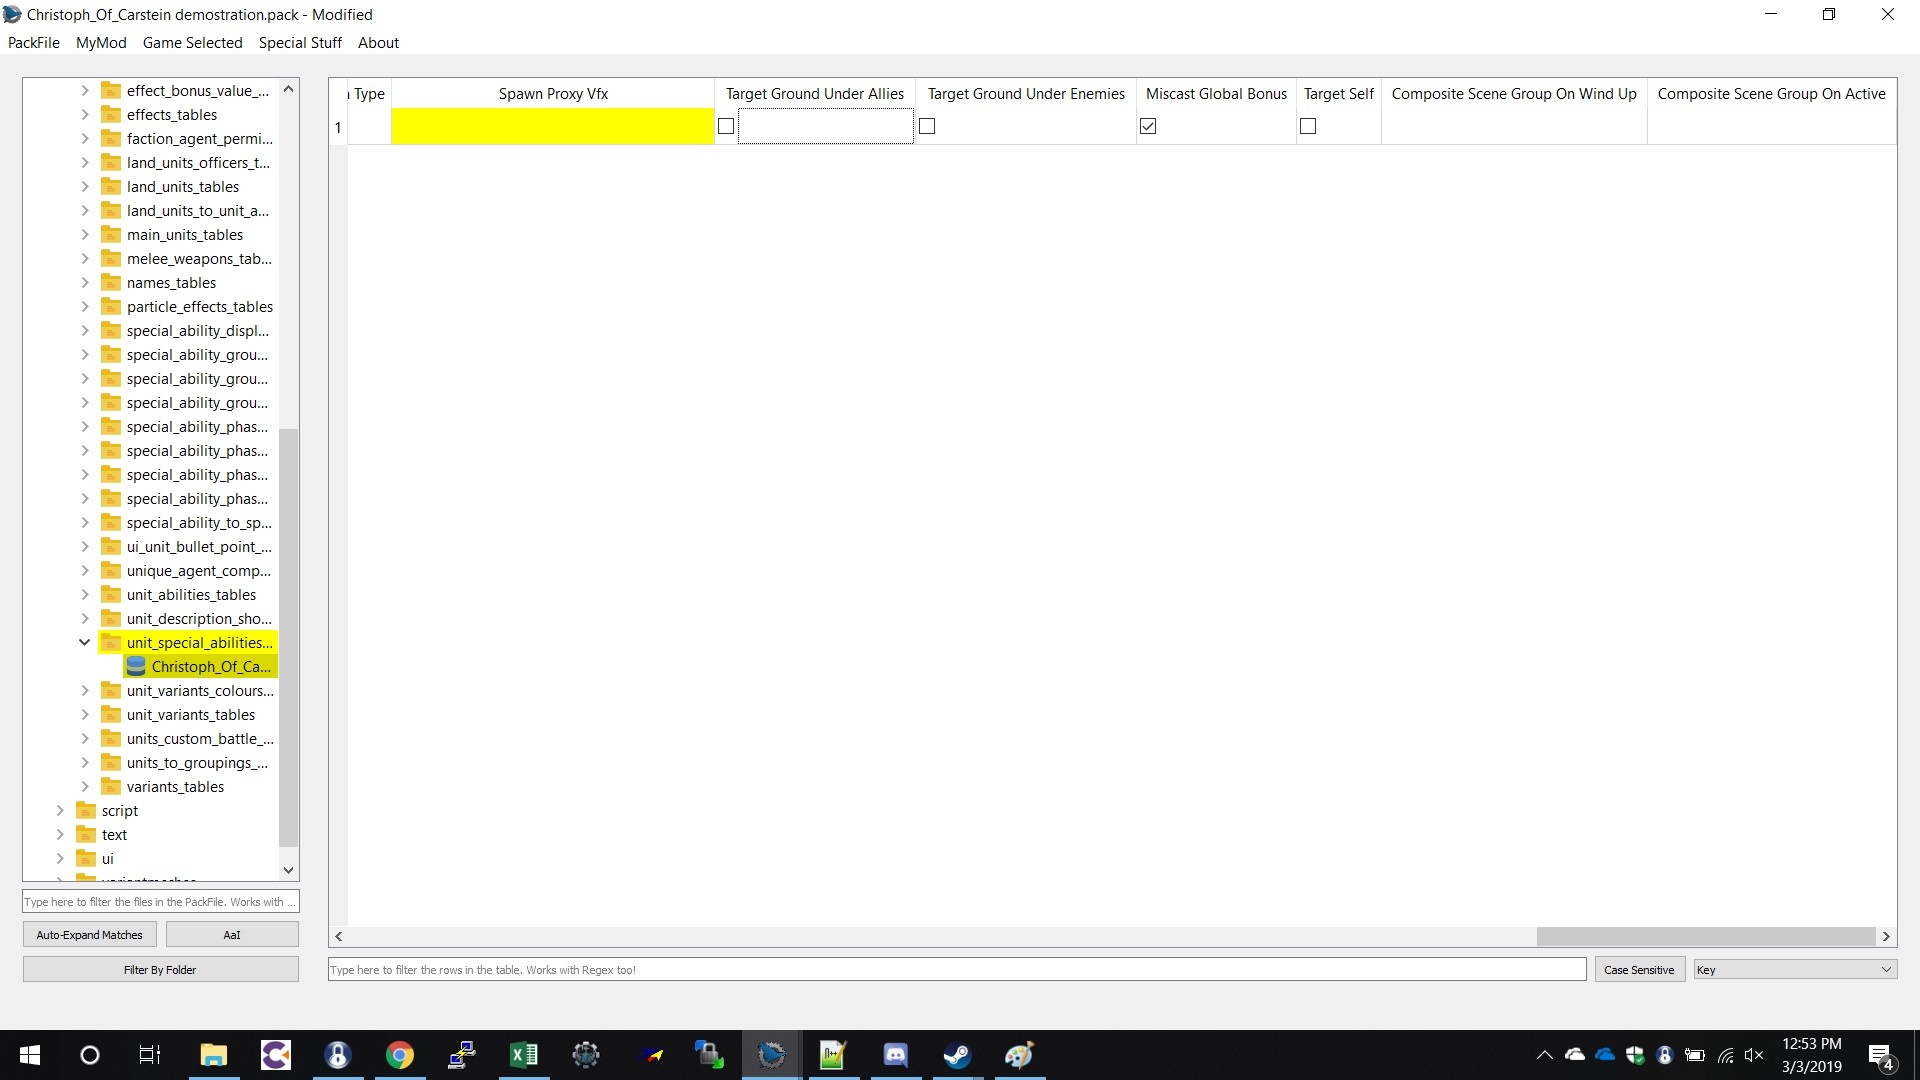 Christoph_Of_Carstein demostration.pack - Modified
PackFile MyMod Game Selected Special Stuff About
effect_bonus_value_...
effects_tables
faction_agent_permi...
land_units_officers_t...
land_units_tables
land_units_to_unit_a...
main_units_tables
melee_weapons_tab...
names_tables
particle_effects_tables
special_ability_displ...
special_ability_grou...
special_ability_grou...
special_ability_grou...
special_ability_phas...
special_ability_phas...
special_ability_phas...
special_ability_phas...
special_ability_to_sp...
ui_unit_bullet_point_...
unique_agent_comp...
unit_abilities_tables
unit_description_sho...
unit_special_abilities...
Christoph_Of_Ca...
unit_variants_colours...
unit_variants_tables
units_custom_battle_...
units_to_groupings_...
variants_tables
script
text
ui
Type here to filter the files in the PackFile. Works with ...
Auto-Expand Matches AaI
Filter By Folder
Type Spawn Proxy Vfx Target Ground Under Allies Target Ground Under Enemies Miscast Global Bonus Target Self Composite Scene Group On Wind Up Composite Scene Group On Active
1
Type here to filter the rows in the table. Works with Regex too! Case Sensitive Key
12:53 PM
3/3/2019
4